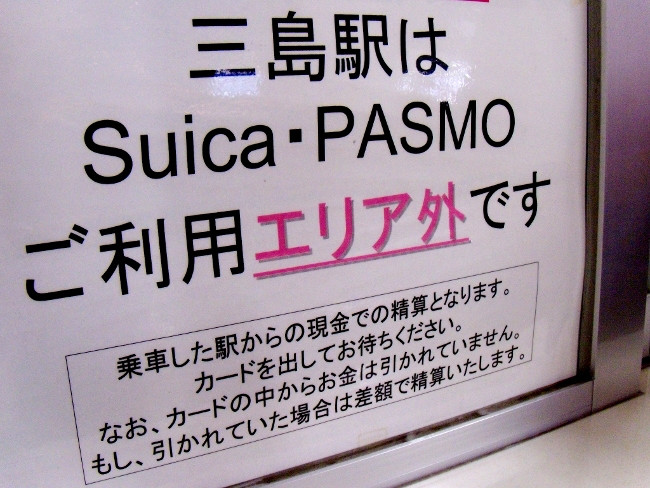 三島駅は
Suica・PASMO
ご利用エリア外です
乗車した駅からの現金での精算となります。
カードを出してお待ちください。
なお、カードの中からお金は引かれていません。
もし、引かれていた場合は差額で精算いたします。